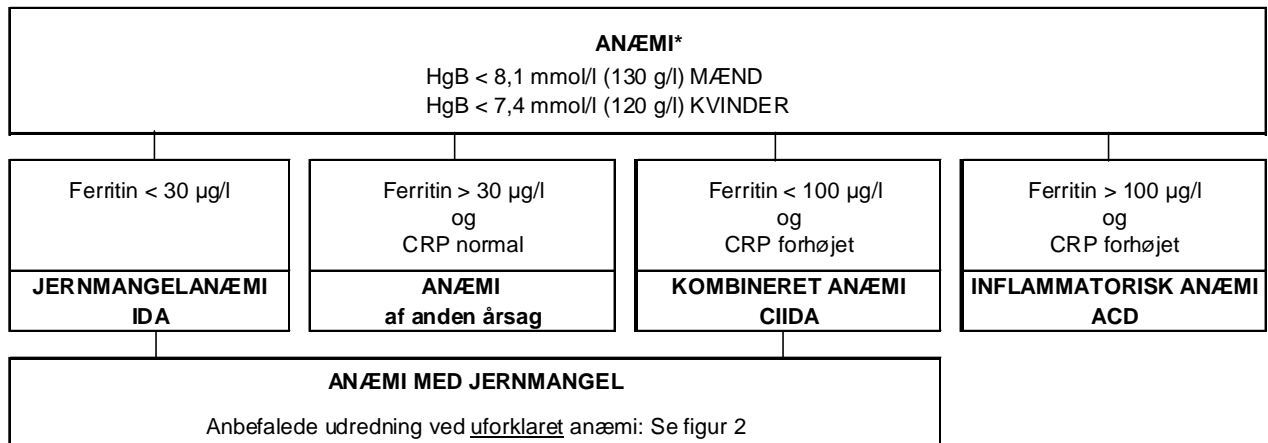 ANÆMI*
HgB < 8,1 mmol/l (130 g/l) MÆND
HgB < 7,4 mmol/l (120 g/l) KVINDER
Ferritin < 30 µg/l
JERNMANGELANÆMI
IDA
Ferritin > 30 µg/l
og
CRP normal
ANÆMI
af anden årsag
Ferritin < 100 µg/l
og
CRP forhøjet
KOMBINERET ANÆMI
CIIDA
Ferritin > 100 µg/l
og
CRP forhøjet
INFLAMMATORISK ANÆMI
ACD
ANÆMI MED JERNMANGEL
Anbefalede udredning ved uforklaret anæmi: Se figur 2